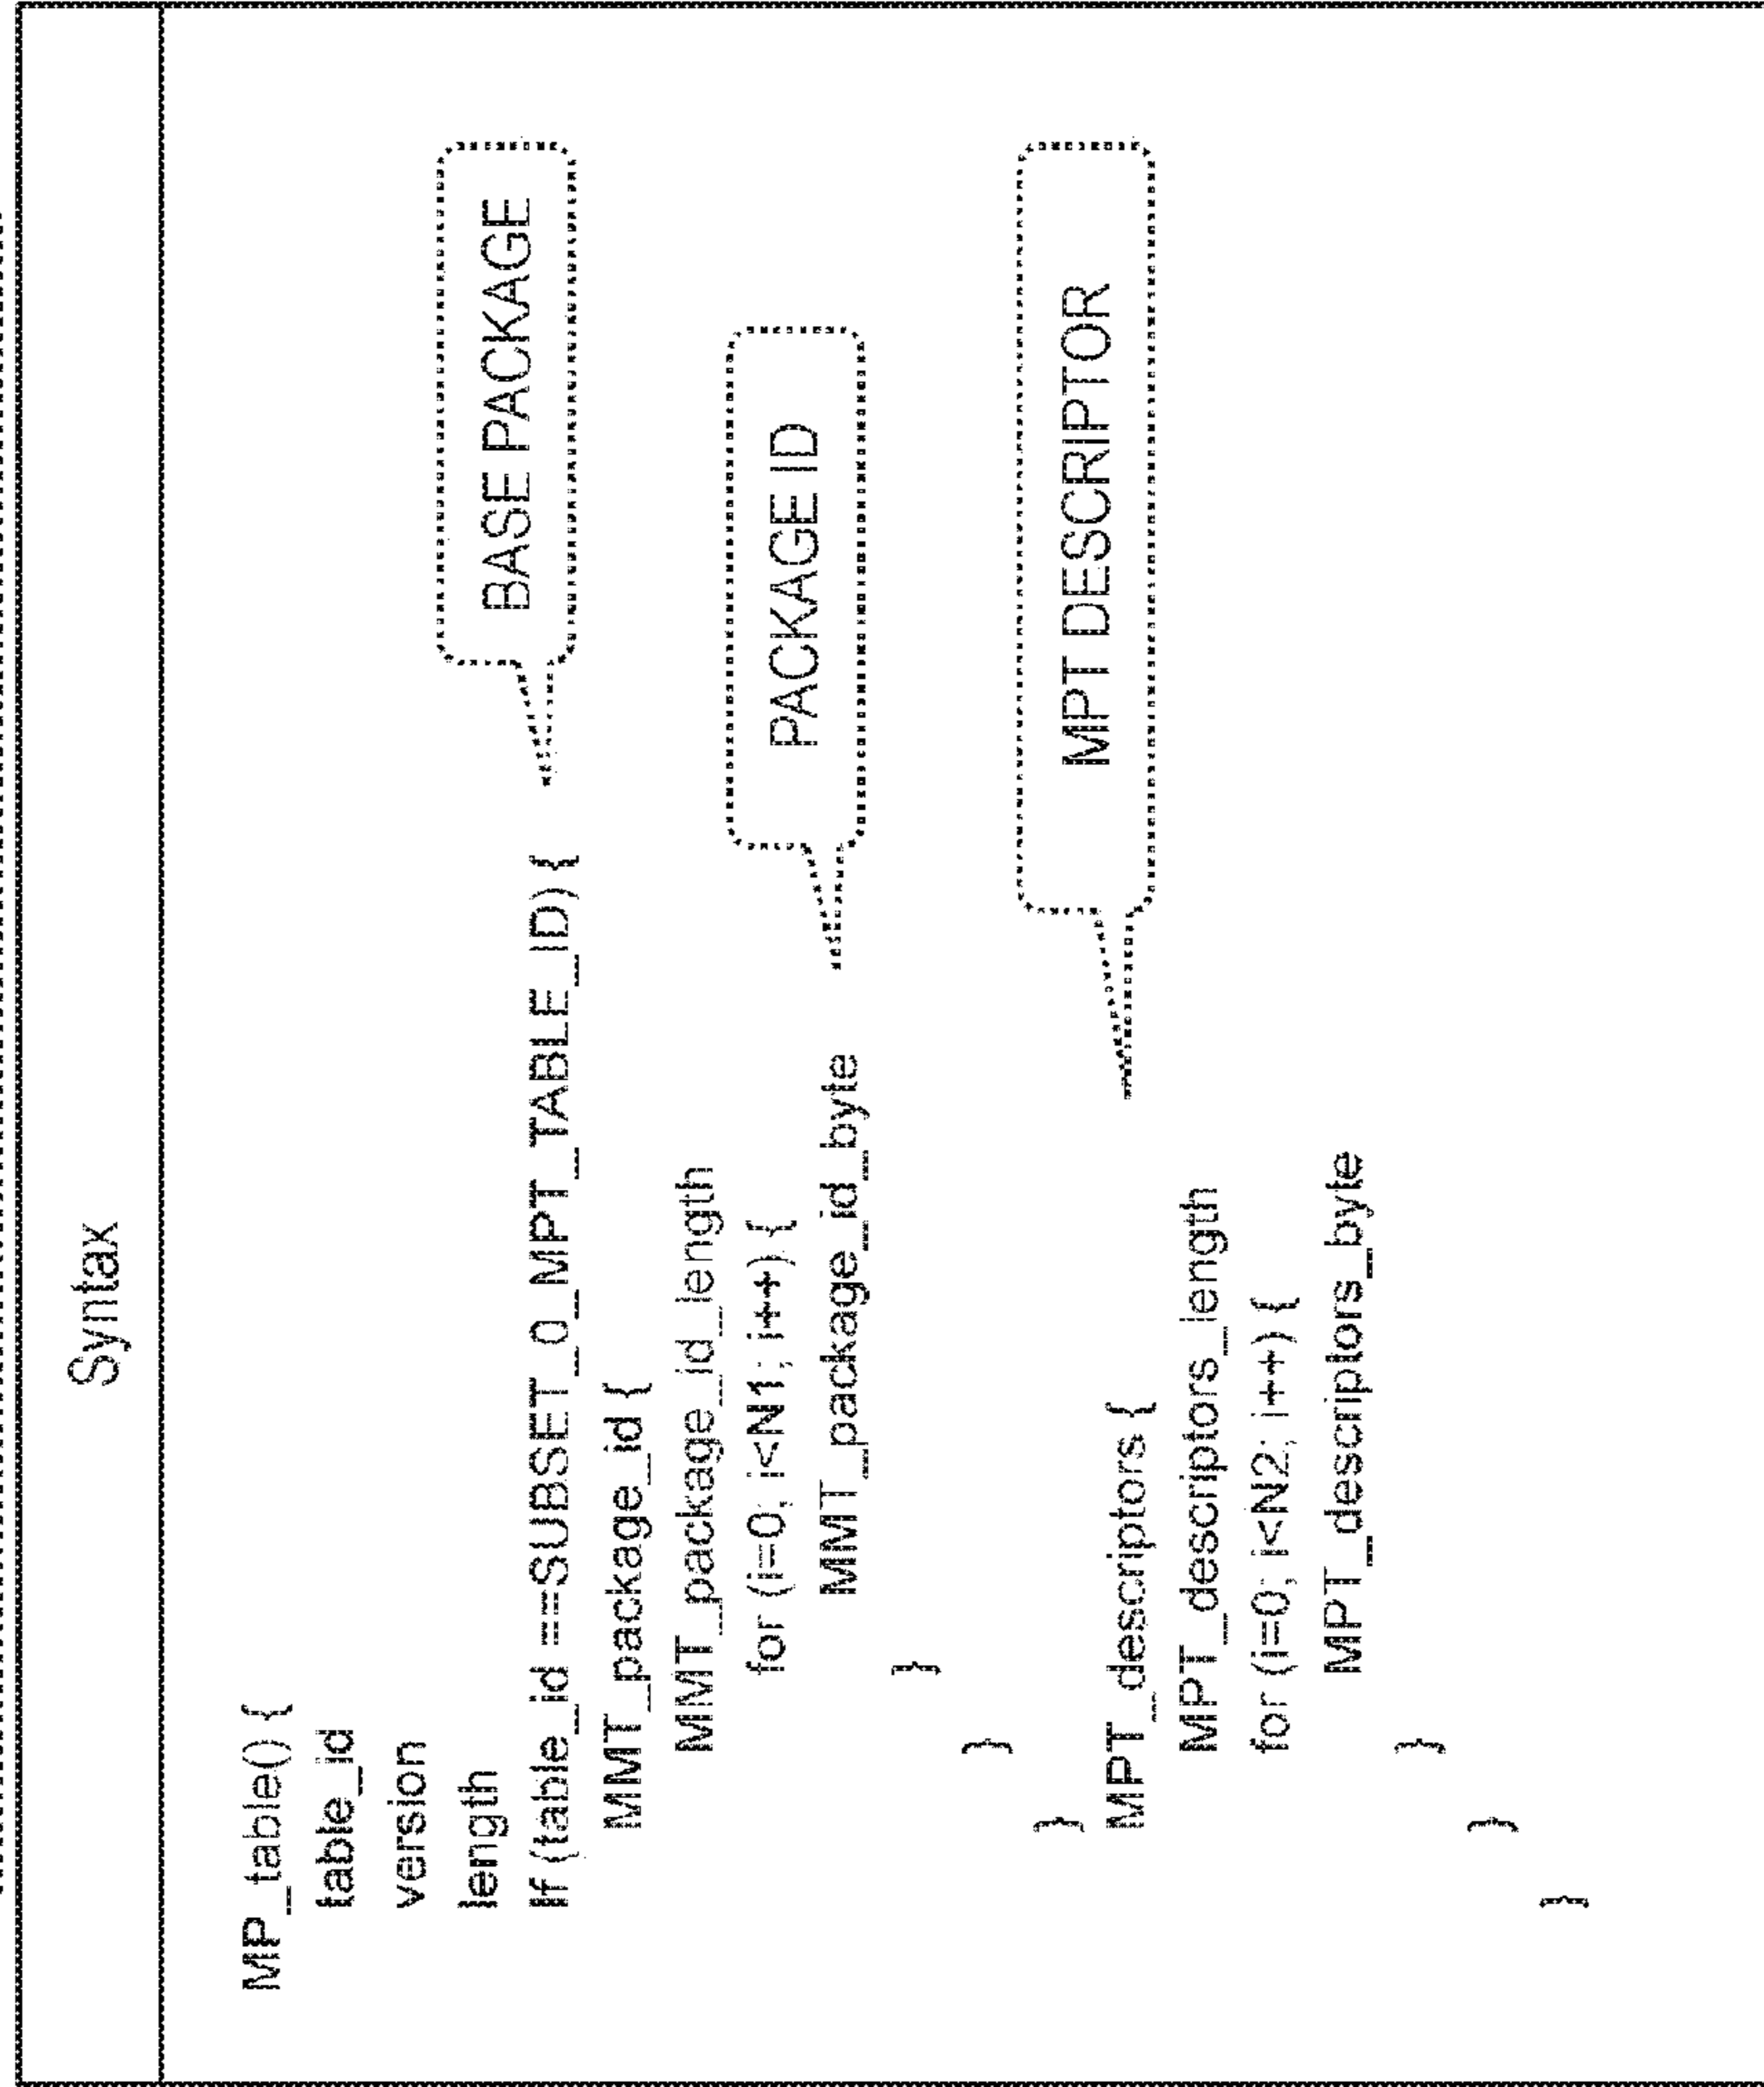 Syntax
MP_table() {
table_id
version
length
If (table_id ==SUBSET_0_MPT_TABLE_ID) {
BASE PACKAGE
MMT_package_id {
MMT_package_id_length
for (i=0; i<N1; i++) {
MMT_package_id_byte
PACKAGE ID
}
}
}
MPT_descriptors {
MPT DESCRIPTOR
MPT_descriptors_length
for (i=0; i<N2; i++) {
MPT_descriptors_byte
}
}
}